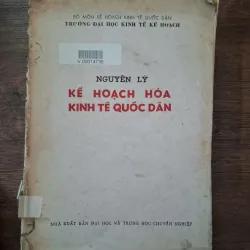 BỘ MÔN KẾ HOẠCH KINH TẾ QUỐC DÂN
TRƯỜNG ĐẠI HỌC KINH TẾ KẾ HOẠCH
V-D0014716
NGUYÊN LÝ
KẾ HOẠCH HÓA
KINH TẾ QUỐC DÂN
NHÀ XUẤT BẢN ĐẠI HỌC VÀ TRUNG HỌC CHUYÊN NGHIỆP